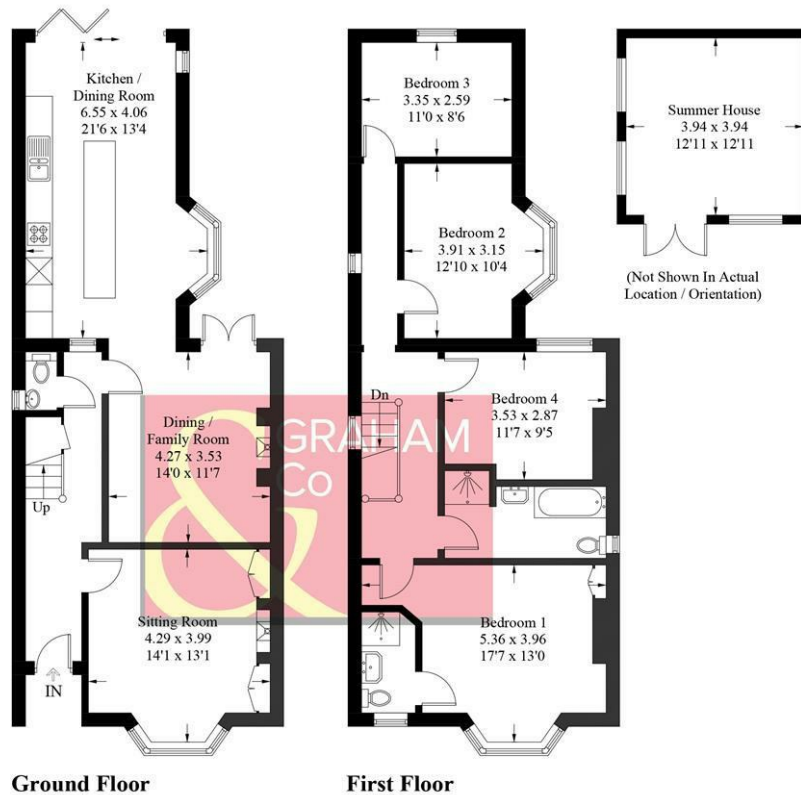 Kitchen /
Dining Room
6.55 x 4.06
21'6 x 13'4
Dining /
Family Room
4.27 x 3.53
14'0 x 11'7
Up
Sitting Room
4.29 x 3.99
14'1 x 13'1
IN
Ground Floor
Bedroom 3
3.35 x 2.59
11'0 x 8'6
Bedroom 2
3.91 x 3.15
12'10 x 10'4
Dn
Bedroom 4
3.53 x 2.87
11'7 x 9'5
Bedroom 1
5.36 x 3.96
17'7 x 13'0
First Floor
Summer House
3.94 x 3.94
12'11 x 12'11
(Not Shown In Actual
Location / Orientation)
&
GRAHAM
Co